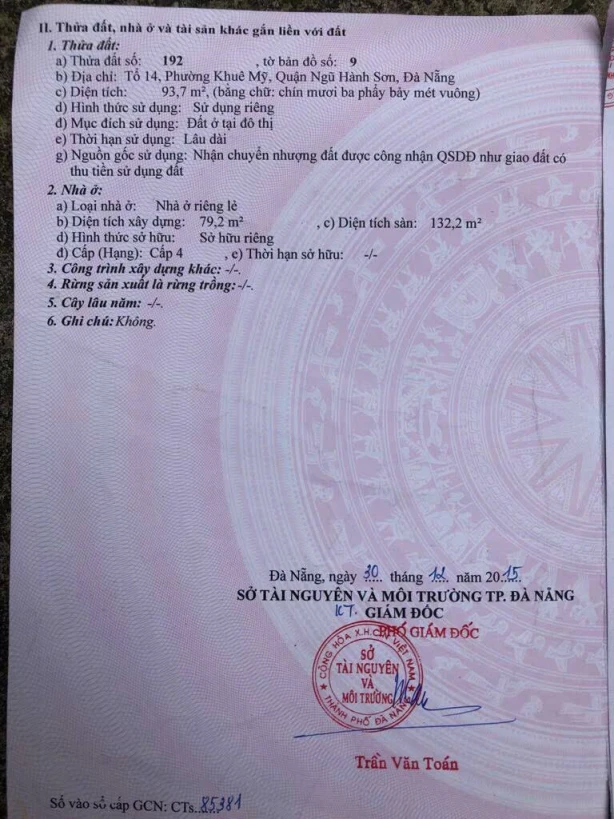 II. Thửa đất, nhà ở và tài sản khác gắn liền với đất
1. Thửa đất:
a) Thửa đất số: 192 , tờ bản đồ số: 9
b) Địa chỉ: Tổ 14, Phường Khuê Mỹ, Quận Ngũ Hành Sơn, Đà Nẵng
c) Diện tích: 93,7 m², (bằng chữ: chín mươi ba phẩy bảy mét vuông)
d) Hình thức sử dụng: Sử dụng riêng
đ) Mục đích sử dụng: Đất ở tại đô thị
e) Thời hạn sử dụng: Lâu dài
g) Nguồn gốc sử dụng: Nhận chuyển nhượng đất được công nhận QSDĐ như giao đất có
thu tiền sử dụng đất
2. Nhà ở:
a) Loại nhà ở: Nhà ở riêng lẻ
b) Diện tích xây dựng: 79,2 m² , c) Diện tích sàn: 132,2 m²
d) Hình thức sở hữu: Sở hữu riêng
đ) Cấp (Hạng): Cấp 4 , e) Thời hạn sở hữu: -/-
3. Công trình xây dựng khác: -/-.
4. Rừng sản xuất là rừng trồng: -/-.
5. Cây lâu năm: -/-.
6. Ghi chú: Không.
Đà Nẵng, ngày 30 tháng năm 2015.
SỞ TÀI NGUYÊN VÀ MÔI TRƯỜNG TP. ĐÀ NẴNG
KT. GIÁM ĐỐC
PHÓ GIÁM ĐỐC
CỘNG HÒA X.H.C.N VIỆT NAM
SỞ
TÀI NGUYÊN
VÀ
MÔI TRƯỜNG
THÀNH PHỐ ĐÀ NẴNG
Trần Văn Toán
Số vào sổ cấp GCN: CTs 85381